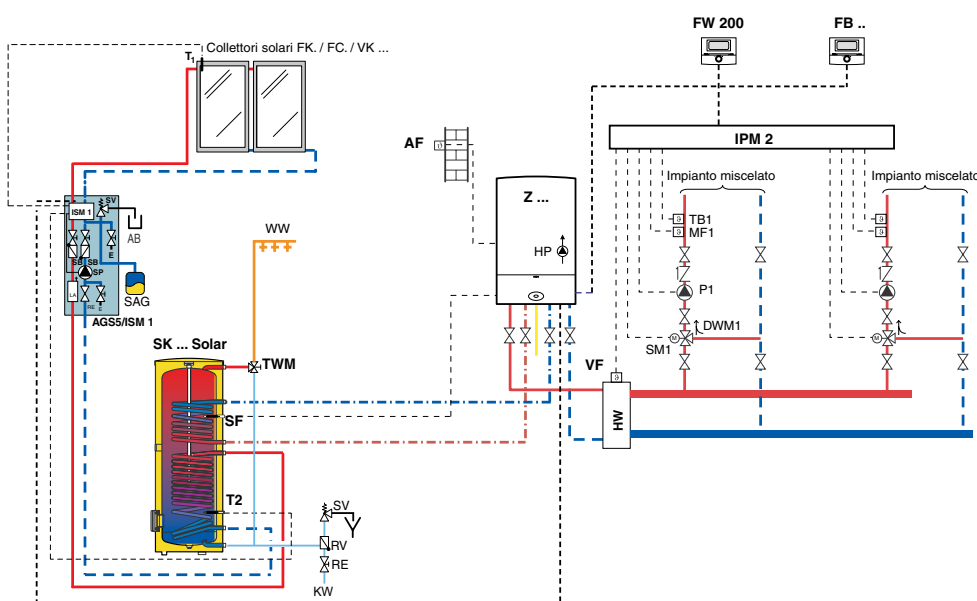 FW 200
FB ..
Collettori solari FK. / FC. / VK ...
T1
IPM 2
AF
Impianto miscelato
Impianto miscelato
Z ...
ISM 1
SV
AB
WW
TB1
MF1
HP
E
SB
SB
SP
SAG
LA
RE
E
P1
AGS5/ISM 1
DWM1
SK ... Solar
M
SM1
M
TWM
VF
SF
HW
T2
SV
RV
RE
KW